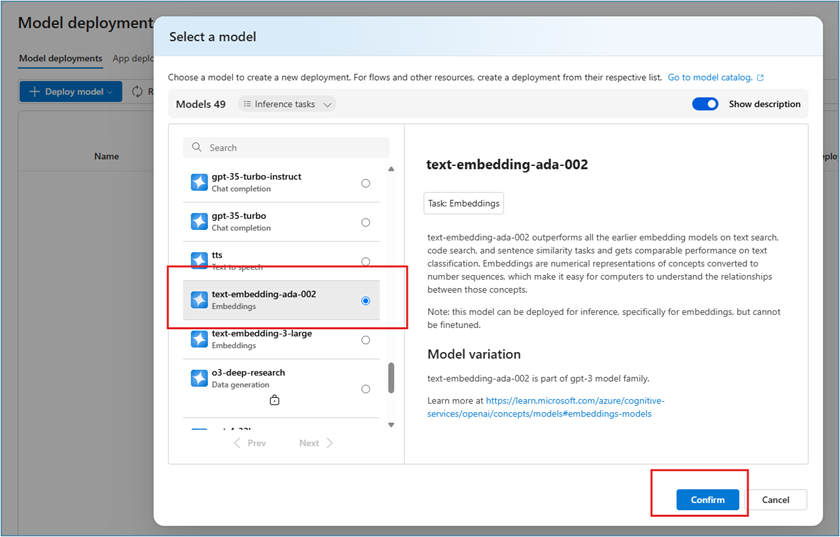 Model deployment
Model deployments
App deplo
Deploy model
R
Name
Select a model
Choose a model to create a new deployment. For flows and other resources, create a deployment from their respective list. Go to model catalog.
Models 49
Inference tasks
Show description
Search
gpt-35-turbo-instruct
Chat completion
gpt-35-turbo
Chat completion
tts
Text to speech
text-embedding-ada-002
Embeddings
text-embedding-3-large
Embeddings
o3-deep-research
Data generation
Prev
Next
text-embedding-ada-002
Task: Embeddings
text-embedding-ada-002 outperforms all the earlier embedding models on text search,
code search, and sentence similarity tasks and gets comparable performance on text
classification. Embeddings are numerical representations of concepts converted to
number sequences, which make it easy for computers to understand the relationships
between those concepts.
Note: this model can be deployed for inference, specifically for embeddings, but cannot
be finetuned.
Model variation
text-embedding-ada-002 is part of gpt-3 model family.
Learn more at https://learn.microsoft.com/azure/cognitive-
services/openai/concepts/models#embeddings-models
Confirm
Cancel